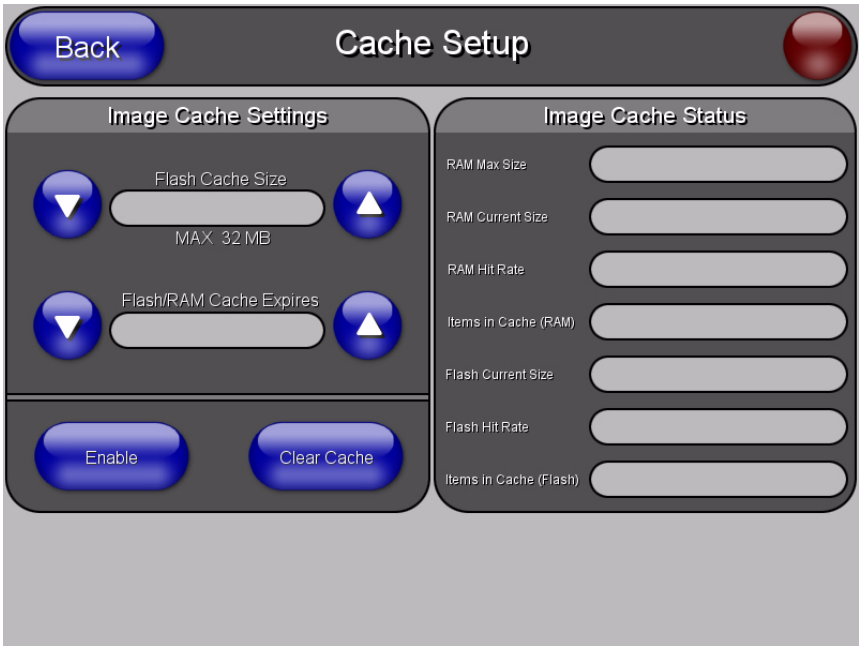 Back
Cache Setup
Image Cache Settings
Flash Cache Size
MAX 32 MB
Flash/RAM Cache Expires
Enable
Clear Cache
Image Cache Status
RAM Max Size
RAM Current Size
RAM Hit Rate
Items in Cache (RAM)
Flash Current Size
Flash Hit Rate
Items in Cache (Flash)